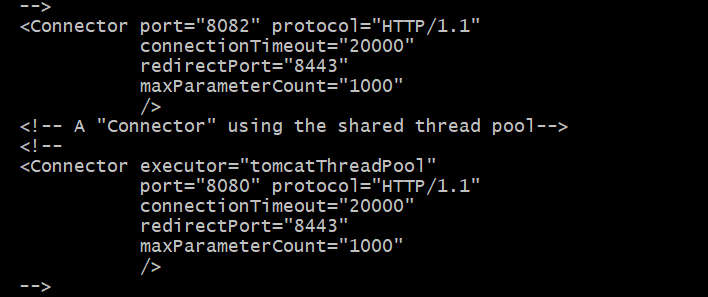 -->
<Connector port="8082" protocol="HTTP/1.1"
connectionTimeout="20000"
redirectPort="8443"
maxParameterCount="1000"
/>
<!-- A "Connector" using the shared thread pool-->
<!--
<Connector executor="tomcatThreadPool"
port="8080" protocol="HTTP/1.1"
connectionTimeout="20000"
redirectPort="8443"
maxParameterCount="1000"
/>
-->